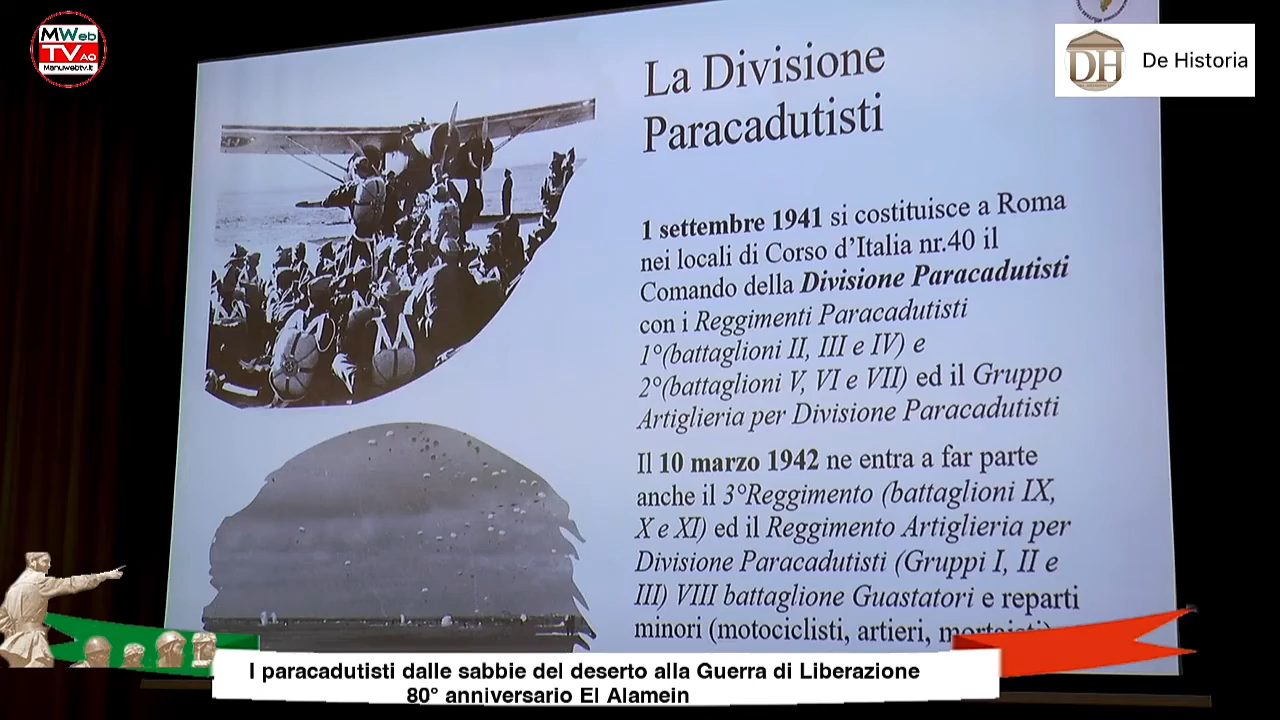 MWeb
TV AQ
Manuwebtv.it
DH
De Historia
La Divisione
Paracadutisti
1 settembre 1941 si costituisce a Roma
nei locali di Corso d'Italia nr.40 il
Comando della Divisione Paracadutisti
con i Reggimenti Paracadutisti
1°(battaglioni II, III e IV) e
2°(battaglioni V, VI e VII) ed il Gruppo
Artiglieria per Divisione Paracadutisti
Il 10 marzo 1942 ne entra a far parte
anche il 3°Reggimento (battaglioni IX,
X e XI) ed il Reggimento Artiglieria per
Divisione Paracadutisti (Gruppi I, II e
III) VIII battaglione Guastatori e reparti
minori (motociclisti, artieri, mortaisti)
I paracadutisti dalle sabbie del deserto alla Guerra di Liberazione
80° anniversario El Alamein